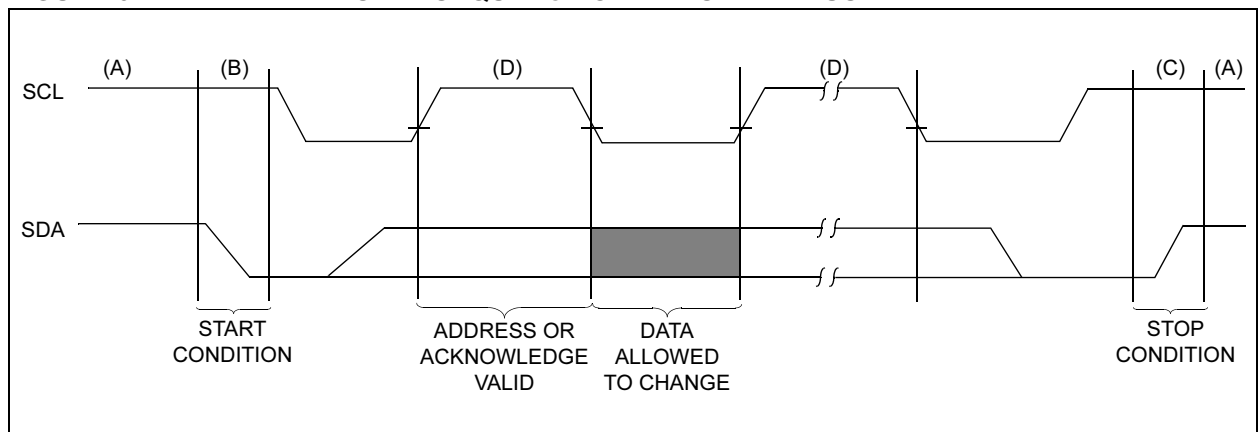 (A) (B) (D) (D) (C) (A)
SCL
SDA
START
CONDITION
ADDRESS OR
ACKNOWLEDGE
VALID
DATA
ALLOWED
TO CHANGE
STOP
CONDITION